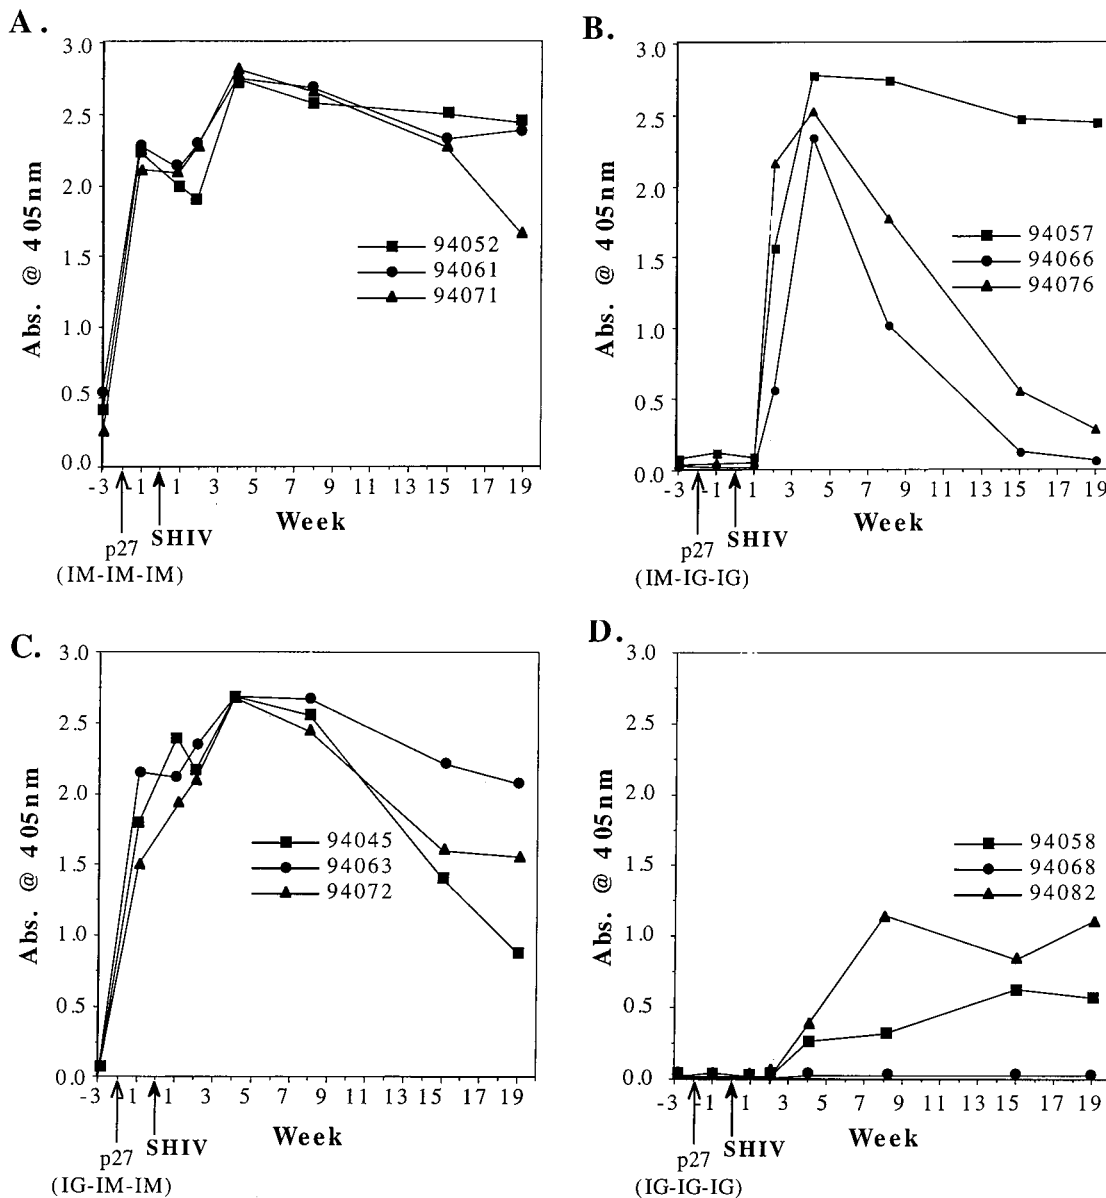 A.
3.0
2.5
2.0
1.5
1.0
0.5
0.0
Abs. @ 405nm
94052
94061
94071
-3 -1 1 3 5 7 9 11 13 15 17 19
Week
p27
SHIV
(IM-IM-IM)
B.
3.0
2.5
2.0
1.5
1.0
0.5
0.0
Abs. @ 405nm
94057
94066
94076
-3 -1 1 3 5 7 9 11 13 15 17 19
Week
p27
SHIV
(IM-IG-IG)
C.
3.0
2.5
2.0
1.5
1.0
0.5
0.0
Abs. @ 405nm
94045
94063
94072
-3 1 1 3 5 7 9 11 13 15 17 19
Week
p27
SHIV
(IG-IM-IM)
D.
3.0
2.5
2.0
1.5
1.0
0.5
0.0
Abs. @ 405nm
94058
94068
94082
-3 -1 1 3 5 7 9 11 13 15 17 19
Week
p27
SHIV
(IG-IG-IG)